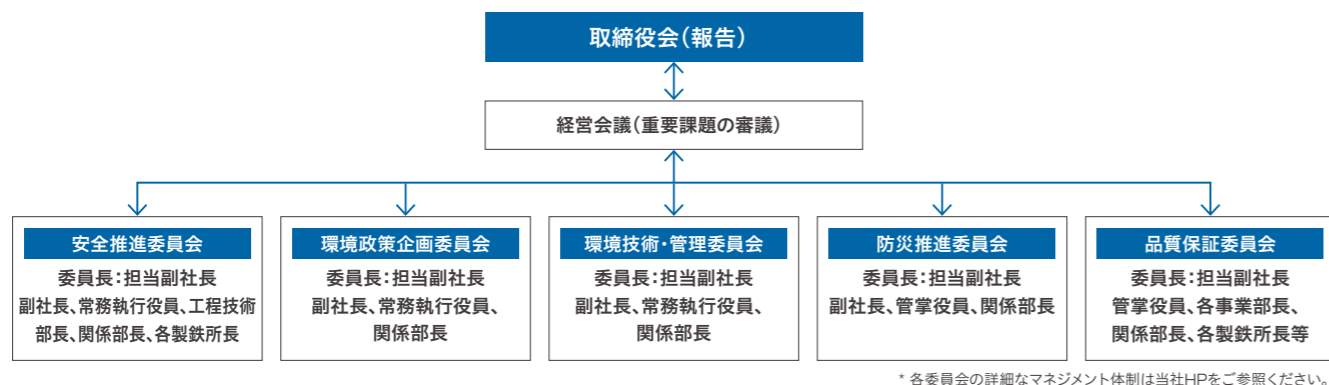 取締役会（報告）
経営会議（重要課題の審議）
安全推進委員会
委員長：担当副社長
副社長、常務執行役員、工程技術
部長、関係部長、各製鉄所長
環境政策企画委員会
委員長：担当副社長
副社長、常務執行役員、
関係部長
環境技術・管理委員会
委員長：担当副社長
副社長、常務執行役員、
関係部長
防災推進委員会
委員長：担当副社長
副社長、管掌役員、関係部長
品質保証委員会
委員長：担当副社長
管掌役員、各事業部長、
関係部長、各製鉄所長等
* 各委員会の詳細なマネジメント体制は当社HPをご参照ください。